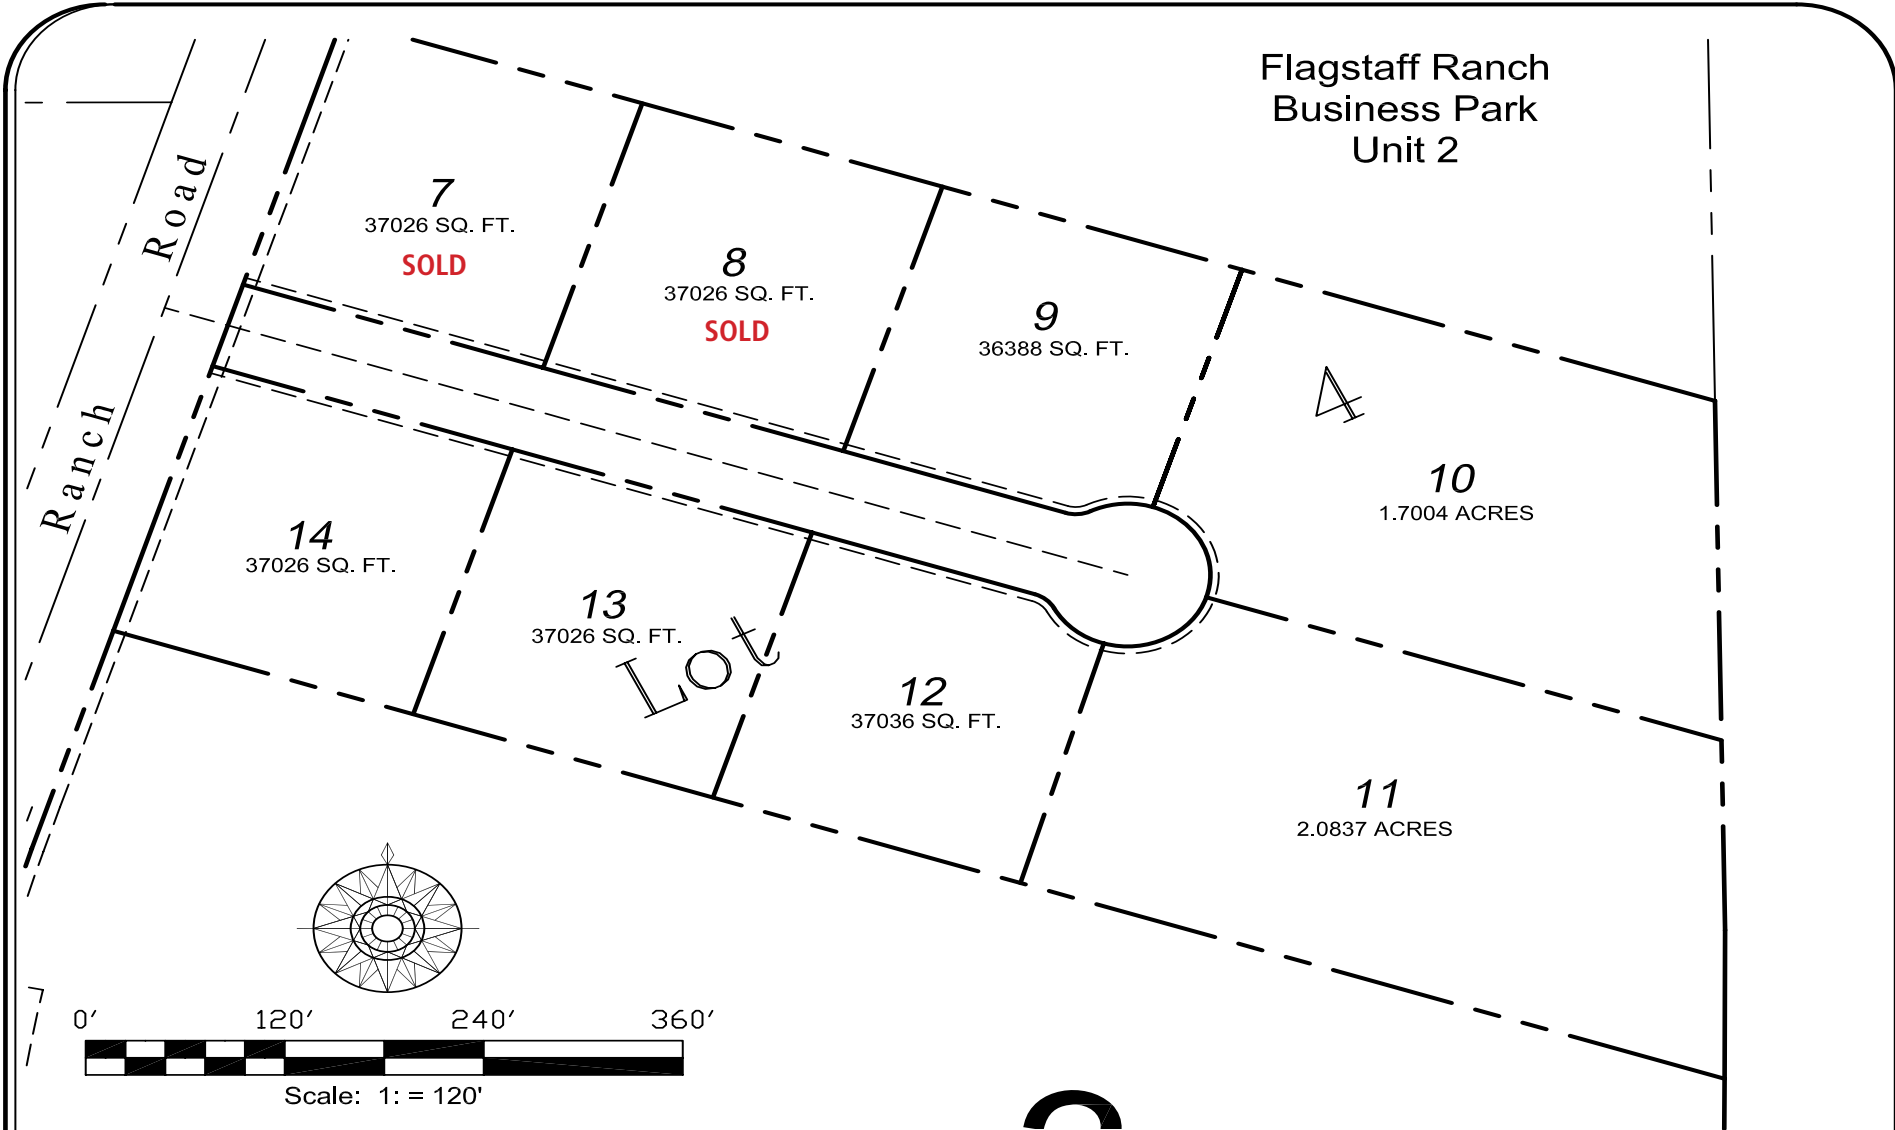 Flagstaff Ranch
Business Park
Unit 2
Ranch Road
7
37026 SQ. FT.
SOLD
8
37026 SQ. FT.
SOLD
9
36388 SQ. FT.
4
10
1.7004 ACRES
14
37026 SQ. FT.
13
37026 SQ. FT.
Lot
12
37036 SQ. FT.
11
2.0837 ACRES
0' 120' 240' 360'
Scale: 1: = 120'